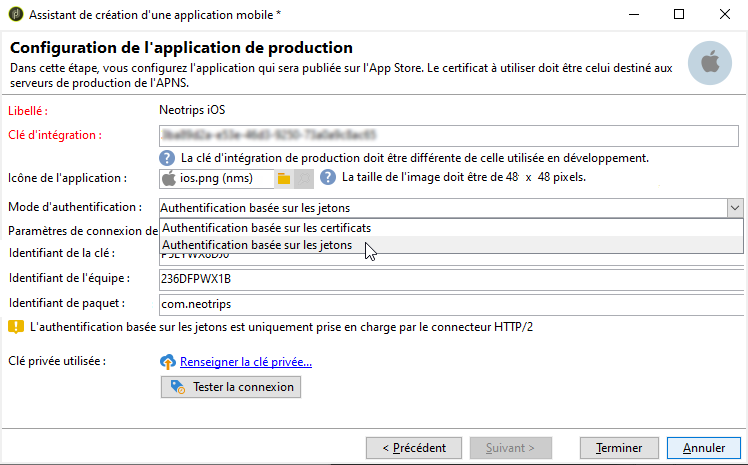 Assistant de création d'une application mobile *
Configuration de l'application de production
Dans cette étape, vous configurez l'application qui sera publiée sur l'App Store. Le certificat à utiliser doit être celui destiné aux
serveurs de production de l'APNS.
Libellé : Neotrips iOS
Clé d'intégration :
La clé d'intégration de production doit être différente de celle utilisée en développement.
Icône de l'application : ios.png (nms) La taille de l'image doit être de 48 x 48 pixels.
Mode d'authentification : Authentification basée sur les jetons
Authentification basée sur les certificats
Paramètres de connexion de
Authentification basée sur les jetons
Identifiant de la clé :
Identifiant de l'équipe : 236DFPWX1B
Identifiant de paquet : com.neotrips
L'authentification basée sur les jetons est uniquement prise en charge par le connecteur HTTP/2
Clé privée utilisée : Renseigner la clé privée...
Tester la connexion
< Précédent Suivant > Terminer Annuler